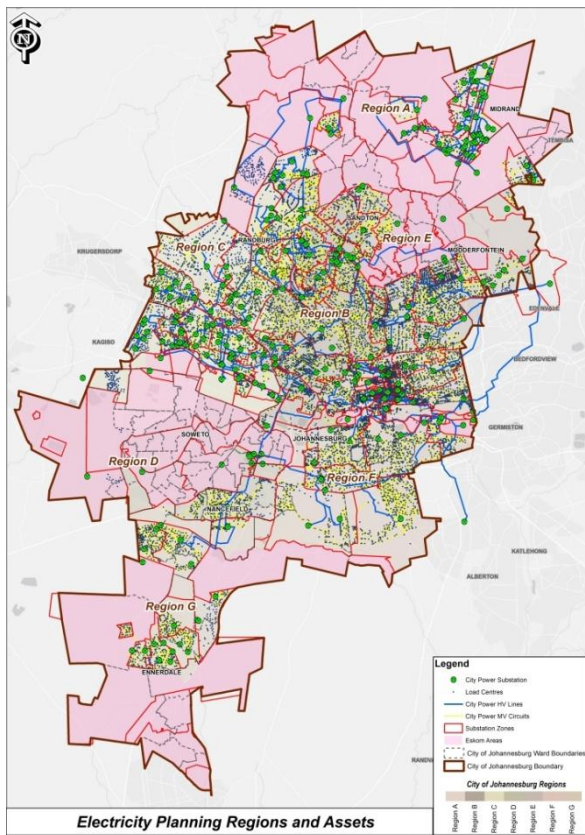 N
Region A
MIDRAND
TEMBISA
SANDTON
Region C
RANDBURG
Region E
MODDERFONTEIN
KRUGERSDORP
Region B
EDENVALE
KAGISO
BEDFORDVIEW
SOWETO
JOHANNESBURG
GERMISTON
Region D
Region F
NANCEFIELD
KATLEHONG
ALBERTON
Region G
ENNERDALE
Legend
City Power Substation
Load Centres
City Power HV Lines
City Power MV Circuits
Substation Zones
Eskom Areas
City of Johannesburg Ward Boundaries
City of Johannesburg Boundary
City of Johannesburg Regions
Region A
Region B
Region C
Region D
Region E
Region F
Region G
Electricity Planning Regions and Assets